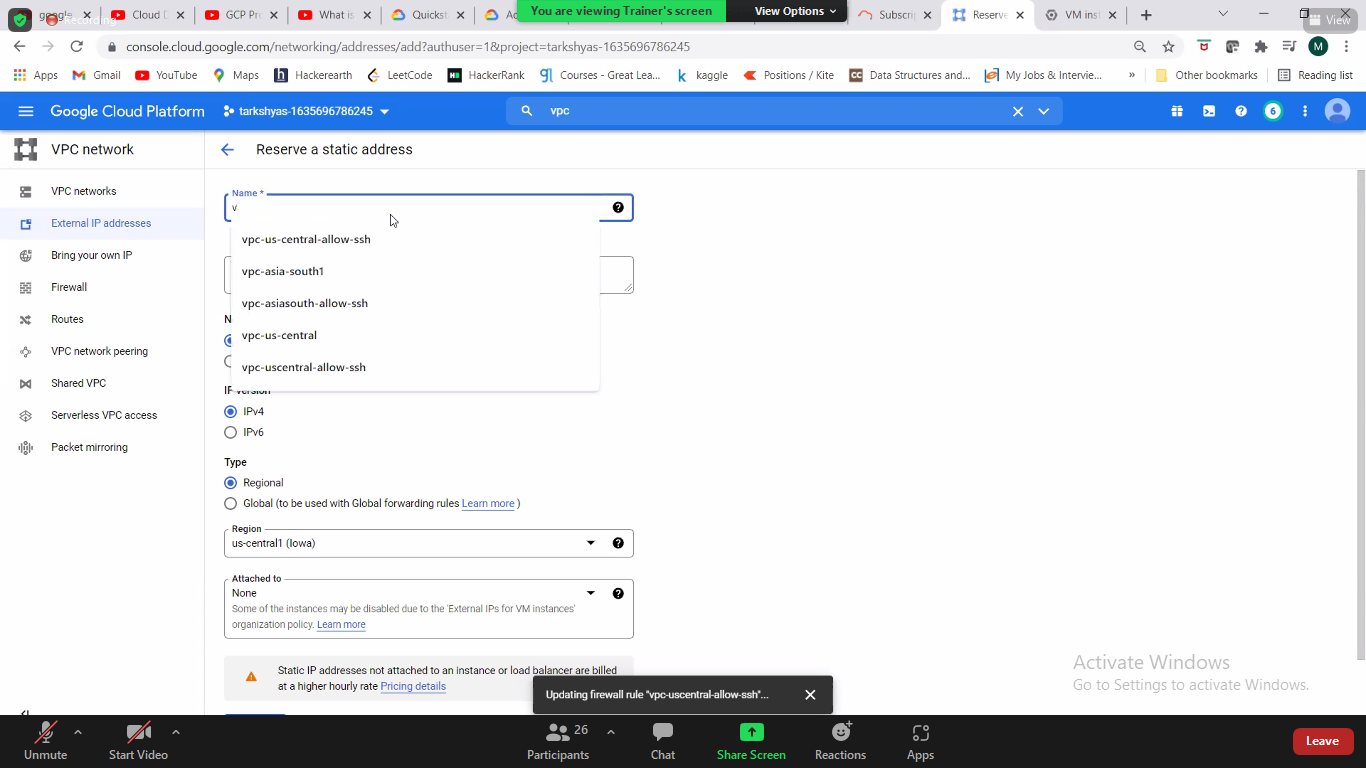 google
Cloud D
GCP Pr
What is
Quickst
You are viewing Trainer's screen
View Options
Subscri
Reserve
VM inst
View
console.cloud.google.com/networking/addresses/add?authuser=1&project=tarkshyas-1635696786245
M
Apps
Gmail
YouTube
Maps
Hackerearth
LeetCode
HackerRank
Courses - Great Lea...
kaggle
Positions / Kite
Data Structures and...
My Jobs & Intervie...
»
Other bookmarks
Reading list
Google Cloud Platform
tarkshyas-1635696786245
vpc
6
VPC network
Reserve a static address
VPC networks
External IP addresses
Bring your own IP
Firewall
Routes
VPC network peering
Shared VPC
Serverless VPC access
Packet mirroring
Name *
v
vpc-us-central-allow-ssh
vpc-asia-south1
vpc-asiasouth-allow-ssh
vpc-us-central
vpc-uscentral-allow-ssh
IP version
IPv4
IPv6
Type
Regional
Global (to be used with Global forwarding rules Learn more )
Region
us-central1 (Iowa)
Attached to
None
Some of the instances may be disabled due to the 'External IPs for VM instances'
organization policy. Learn more
Static IP addresses not attached to an instance or load balancer are billed
at a higher hourly rate Pricing details
Updating firewall rule "vpc-uscentral-allow-ssh"...
Activate Windows
Go to Settings to activate Windows.
Unmute
Start Video
26
Participants
Chat
Share Screen
Reactions
Apps
Leave